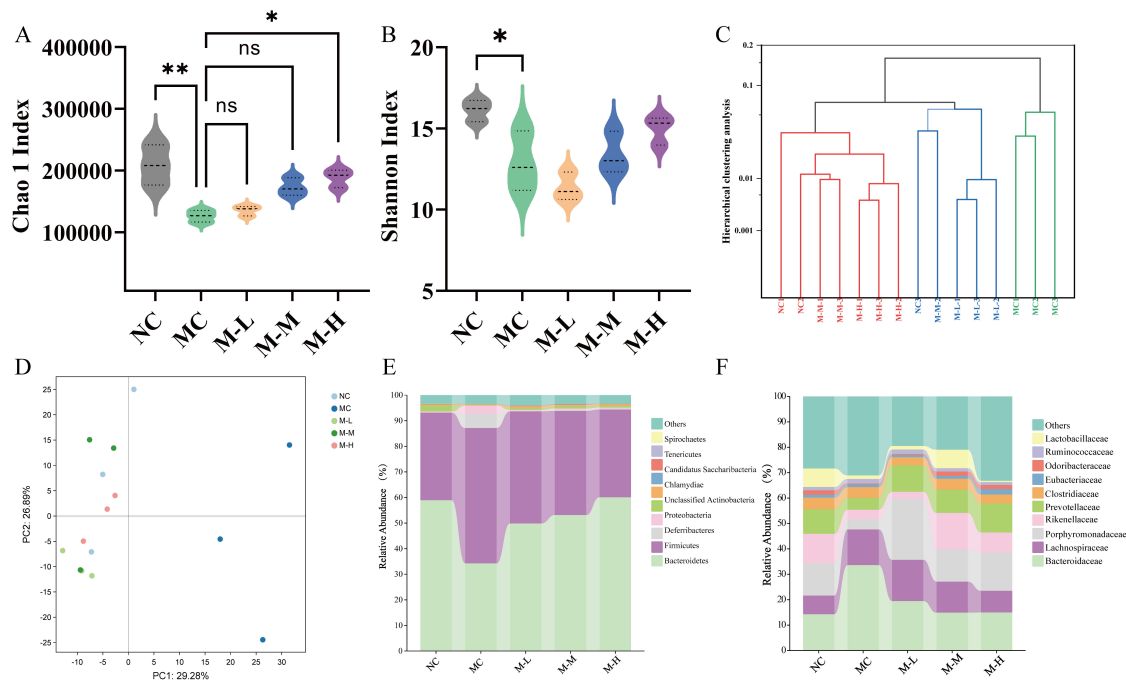 A
400000
300000
200000
100000
Chao 1 Index
**
ns
ns
*
NC
MC
M-L
M-M
M-H
B
20
15
10
5
Shannon Index
*
NC
MC
M-L
M-M
M-H
C
0.2
0.1
0.01
0.001
Hierarchical clustering analysis
NC1
NC2
M-M-1
M-M-3
M-H-1
M-H-3
M-H-2
NC3
M-M-2
M-L-1
M-L-3
M-L-2
MC1
MC2
MC3
D
25
20
15
10
5
0
-5
-10
-15
-20
-25
PC2: 26.89%
-10
-5
0
5
10
15
20
25
30
PC1: 29.28%
NC
MC
M-L
M-M
M-H
E
100
90
80
70
60
50
40
30
20
10
0
Relative Abundance (%)
NC
MC
M-L
M-M
M-H
Others
Spirochaetes
Tenericutes
Candidatus Saccharibacteria
Chlamydiae
Unclassified Actinobacteria
Proteobacteria
Deferribacteres
Firmicutes
Bacteroidetes
F
100
90
80
70
60
50
40
30
20
10
0
Relative Abundance (%)
NC
MC
M-L
M-M
M-H
Others
Lactobacillaceae
Ruminococcaceae
Odoribacteraceae
Eubacteriaceae
Clostridiaceae
Prevotellaceae
Rikenellaceae
Porphyromonadaceae
Lachnospiraceae
Bacteroidaceae